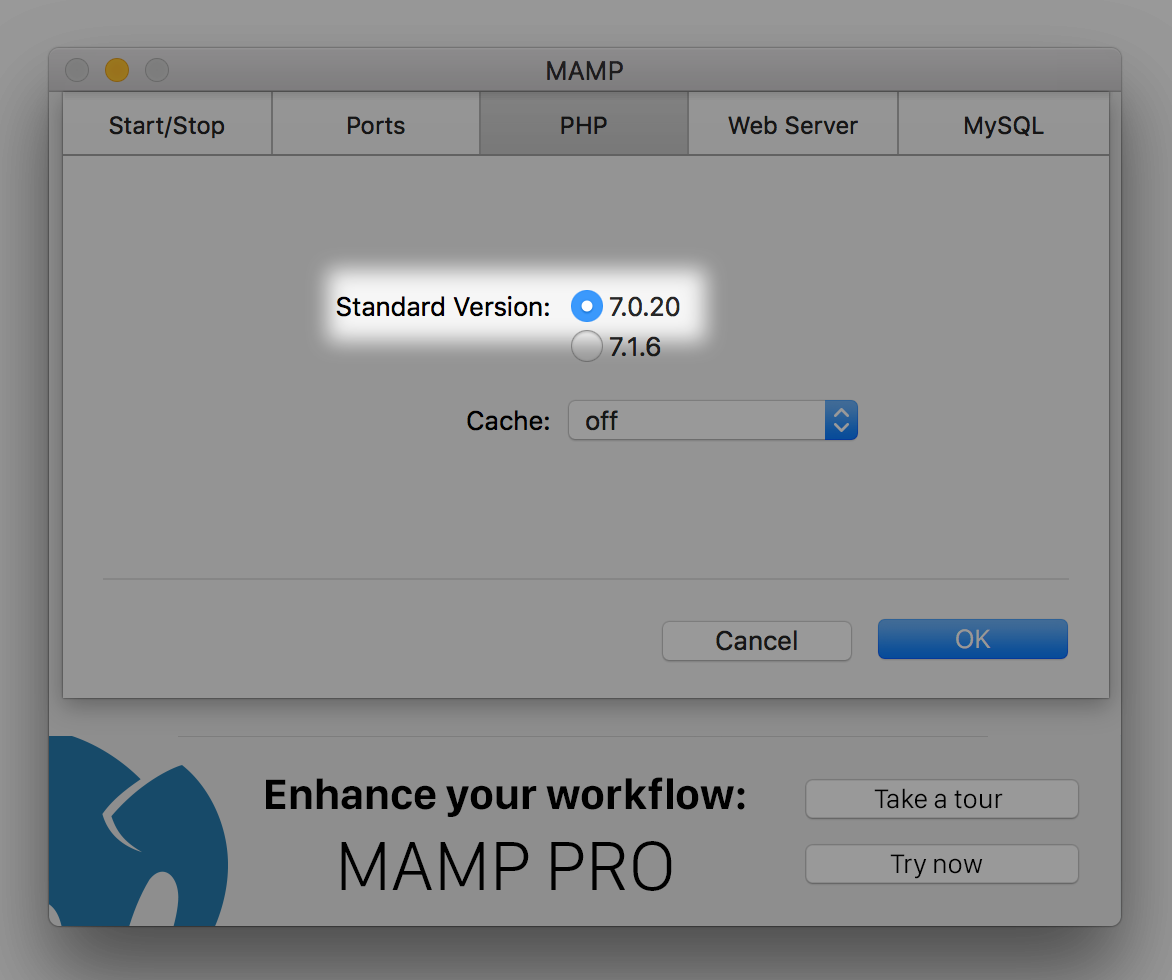 MAMP
Start/Stop Ports PHP Web Server MySQL
Standard Version: 7.0.20
7.1.6
Cache: off
Cancel OK
Enhance your workflow:
MAMP PRO
Take a tour
Try now